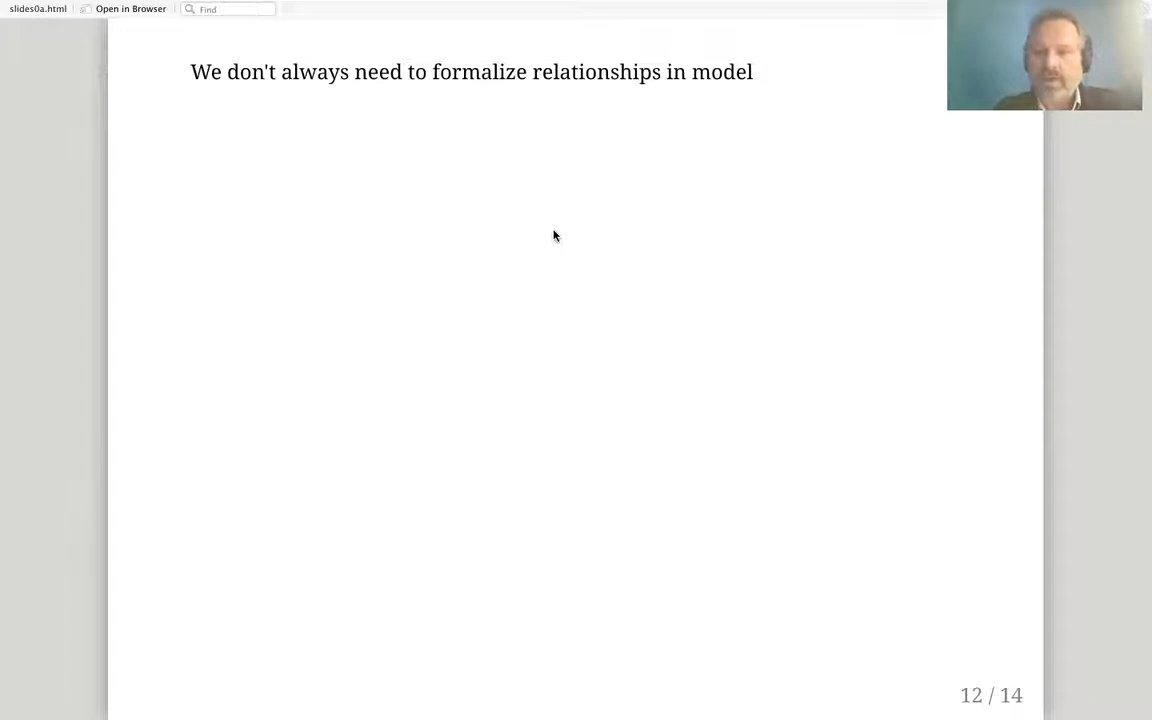 slides0a.html
Open in Browser
Find
We don't always need to formalize relationships in model
12 / 14